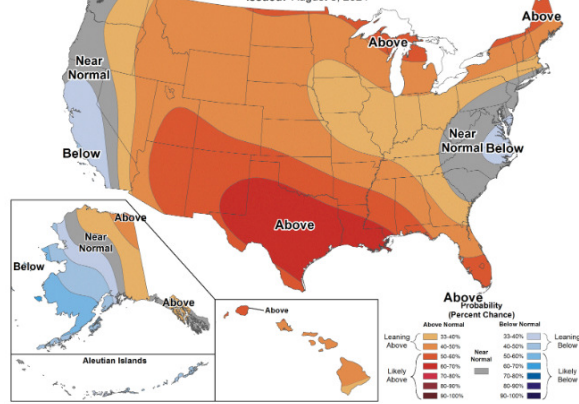 Above
Above
Near
Normal
Near
Normal
Below
Below
Above
Above
Near
Normal
Below
Above
Above
Above
Aleutian Islands
Probability
(Percent Chance)
Above Normal
Below Normal
Leaning
Above
33-40%
40-50%
50-60%
60-70%
70-80%
80-90%
90-100%
Likely
Above
Near
Normal
33-40%
40-50%
50-60%
60-70%
70-80%
80-90%
90-100%
Leaning
Below
Likely
Below